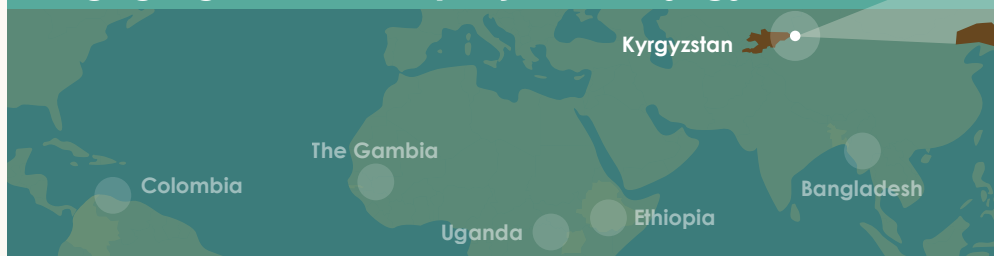 Kyrgyzstan
The Gambia
Colombia
Bangladesh
Ethiopia
Uganda